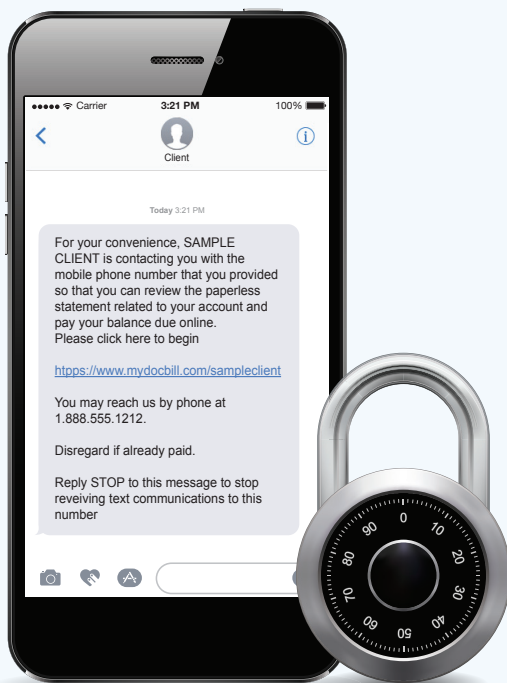 Carrier 3:21 PM 100%
Client
Today 3:21 PM
For your convenience, SAMPLE
CLIENT is contacting you with the
mobile phone number that you provided
so that you can review the paperless
statement related to your account and
pay your balance due online.
Please click here to begin
htpps://www.mydocbill.com/sampleclient
You may reach us by phone at
1.888.555.1212.
Disregard if already paid.
Reply STOP to this message to stop
reveiving text communications to this
number
0
10
20
30
40
50
60
70
80
90